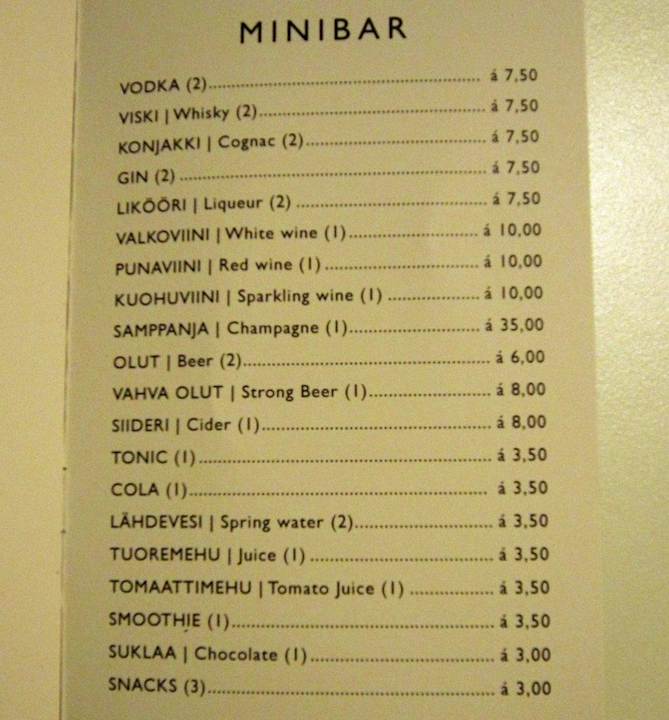 MINIBAR
VODKA (2)........................ á 7,50
VISKI | Whisky (2)........................ á 7,50
KONJAKKI | Cognac (2)........................ á 7,50
GIN (2)........................ á 7,50
LIKÖÖRI | Liqueur (2)........................ á 7,50
VALKOVIINI | White wine (1)........................ á 10,00
PUNAVIINI | Red wine (1)........................ á 10,00
KUOHUVIINI | Sparkling wine (1)................ á 10,00
SAMPPANJA | Champagne (1)........................ á 35,00
OLUT | Beer (2)........................ á 6,00
VAHVA OLUT | Strong Beer (1)........................ á 8,00
SIIDERI | Cider (1)........................ á 8,00
TONIC (1)........................ á 3,50
COLA (1)........................ á 3,50
LÄHDEVESI | Spring water (2)........................ á 3,50
TUOREMEHU | Juice (1)........................ á 3,50
TOMAATTIMEHU | Tomato Juice (1)................ á 3,50
SMOOTHIE (1)........................ á 3,50
SUKLAA | Chocolate (1)........................ á 3,00
SNACKS (3)........................ á 3,00